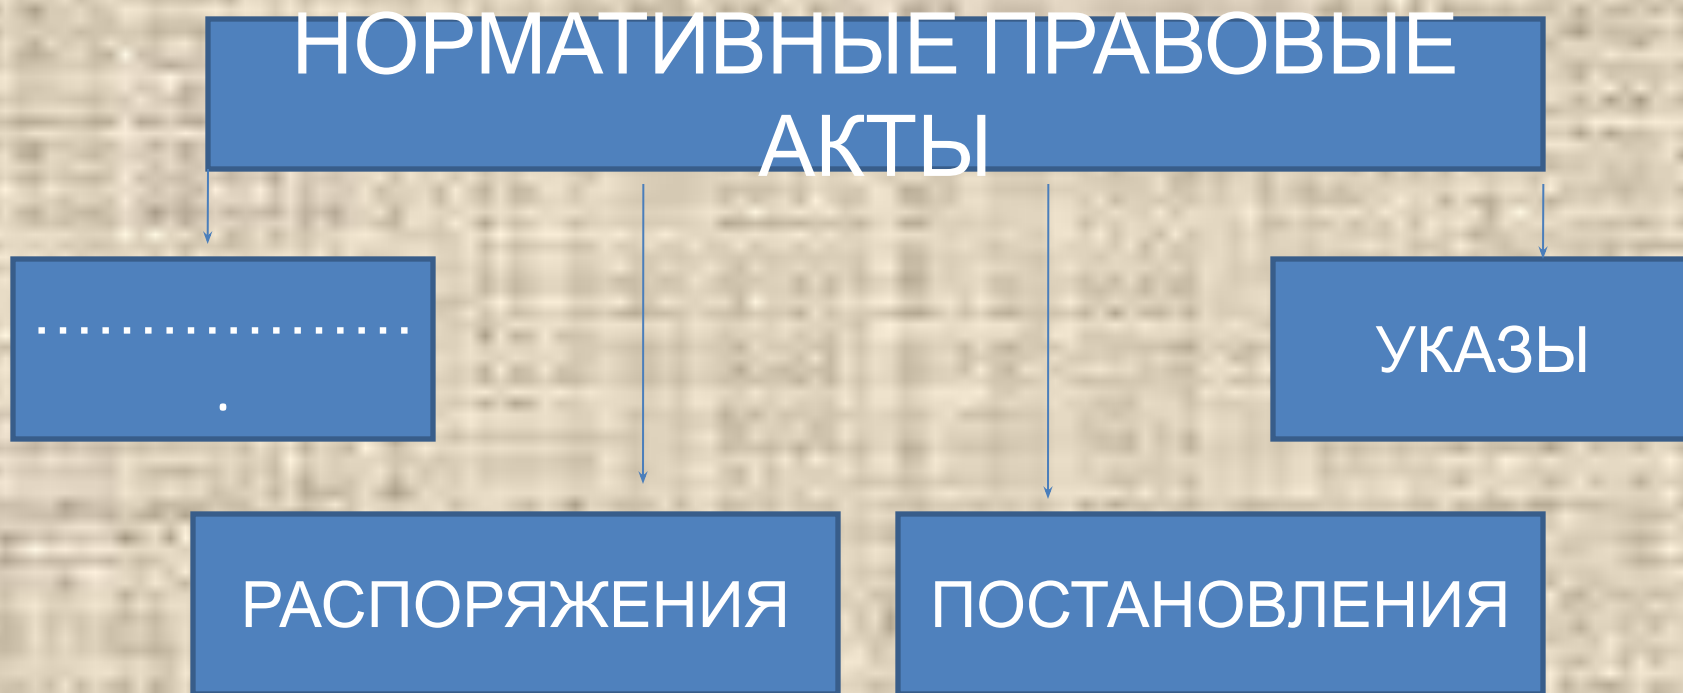 НОРМАТИВНЫЕ ПРАВОВЫЕ
АКТЫ
..................
.
УКАЗЫ
РАСПОРЯЖЕНИЯ
ПОСТАНОВЛЕНИЯ